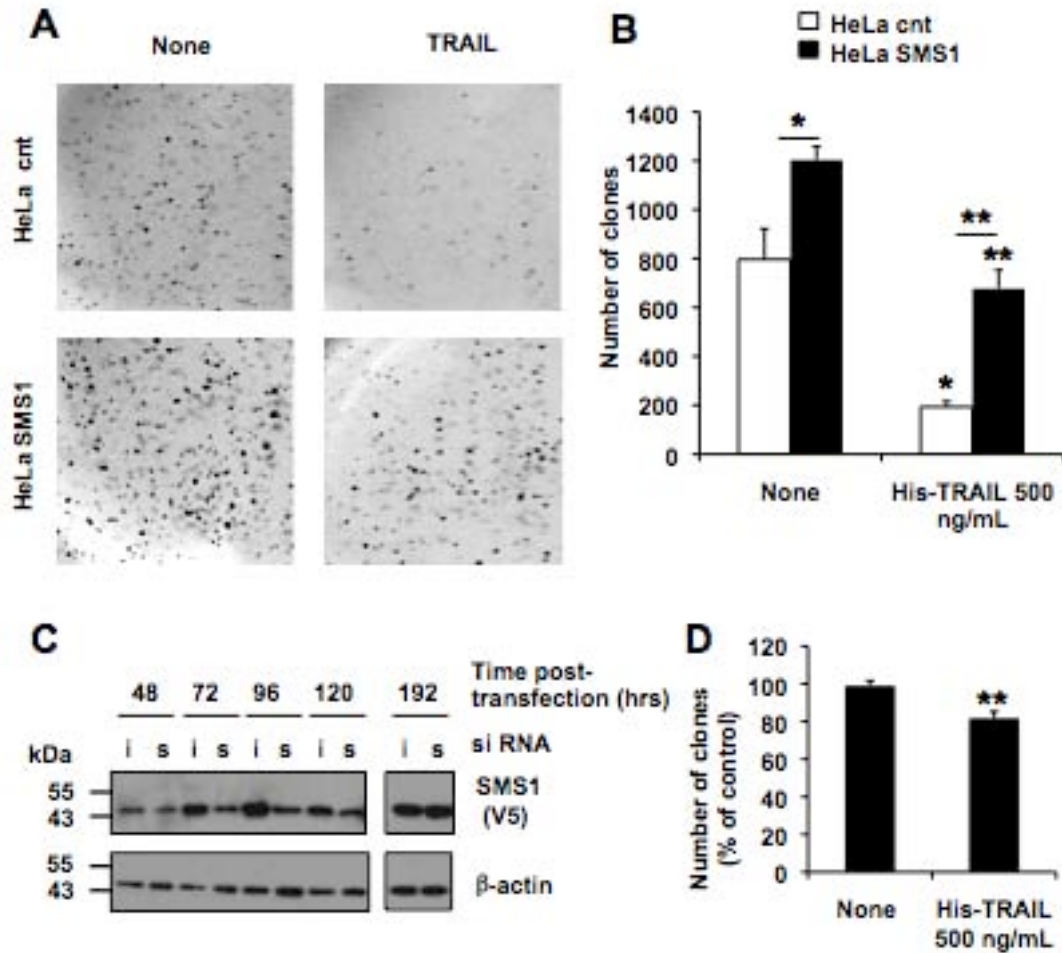 A
None
TRAIL
HeLa cnt
HeLa SMS1
B
HeLa cnt
HeLa SMS1
Number of clones
1400
1200
1000
800
600
400
200
0
*
**
**
*
None
His-TRAIL 500
ng/mL
C
48 72 96 120 192
Time post-
transfection (hrs)
i s i s i s i s i s
si RNA
kDa
55
43
SMS1
(V5)
55
43
β-actin
D
Number of clones
(% of control)
120
100
80
60
40
20
0
**
None
His-TRAIL
500 ng/mL